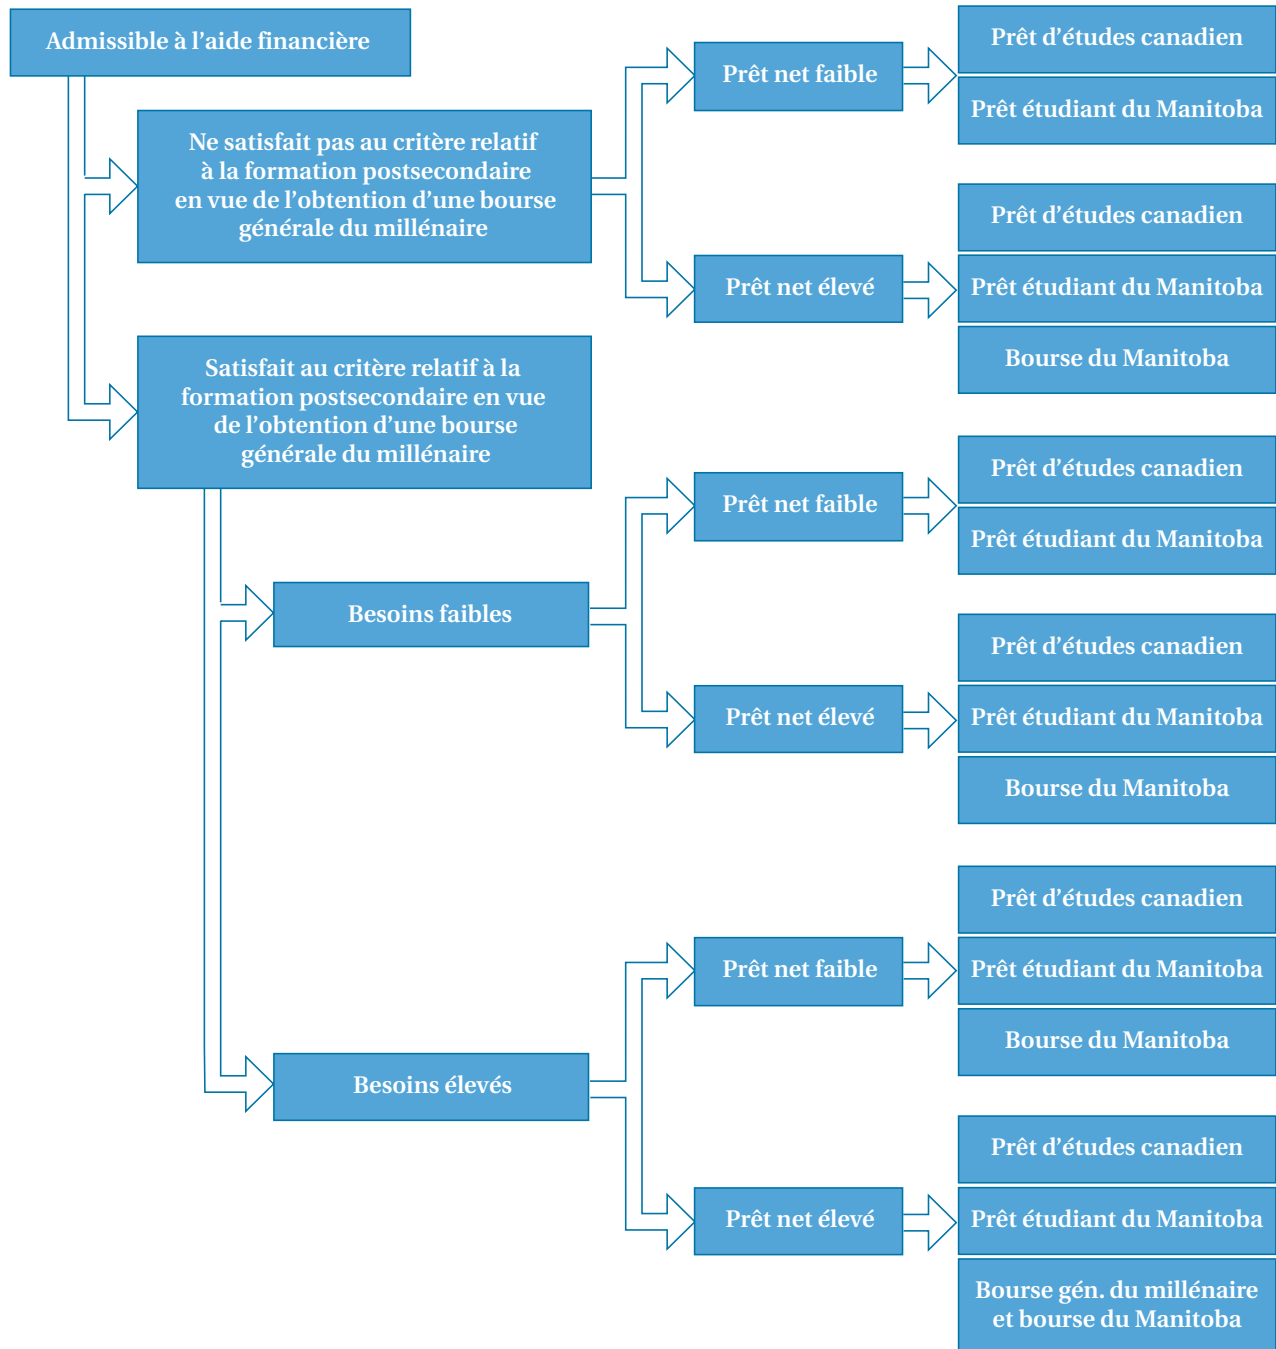 Admissible à l’aide financière
Ne satisfait pas au critère relatif
à la formation postsecondaire
en vue de l’obtention d’une bourse
générale du millénaire
Prêt net faible
Prêt d’études canadien
Prêt étudiant du Manitoba
Prêt net élevé
Prêt d’études canadien
Prêt étudiant du Manitoba
Bourse du Manitoba
Satisfait au critère relatif à la
formation postsecondaire en vue
de l’obtention d’une bourse
générale du millénaire
Besoins faibles
Prêt net faible
Prêt d’études canadien
Prêt étudiant du Manitoba
Prêt net élevé
Prêt d’études canadien
Prêt étudiant du Manitoba
Bourse du Manitoba
Besoins élevés
Prêt net faible
Prêt d’études canadien
Prêt étudiant du Manitoba
Bourse du Manitoba
Prêt net élevé
Prêt d’études canadien
Prêt étudiant du Manitoba
Bourse gén. du millénaire
et bourse du Manitoba